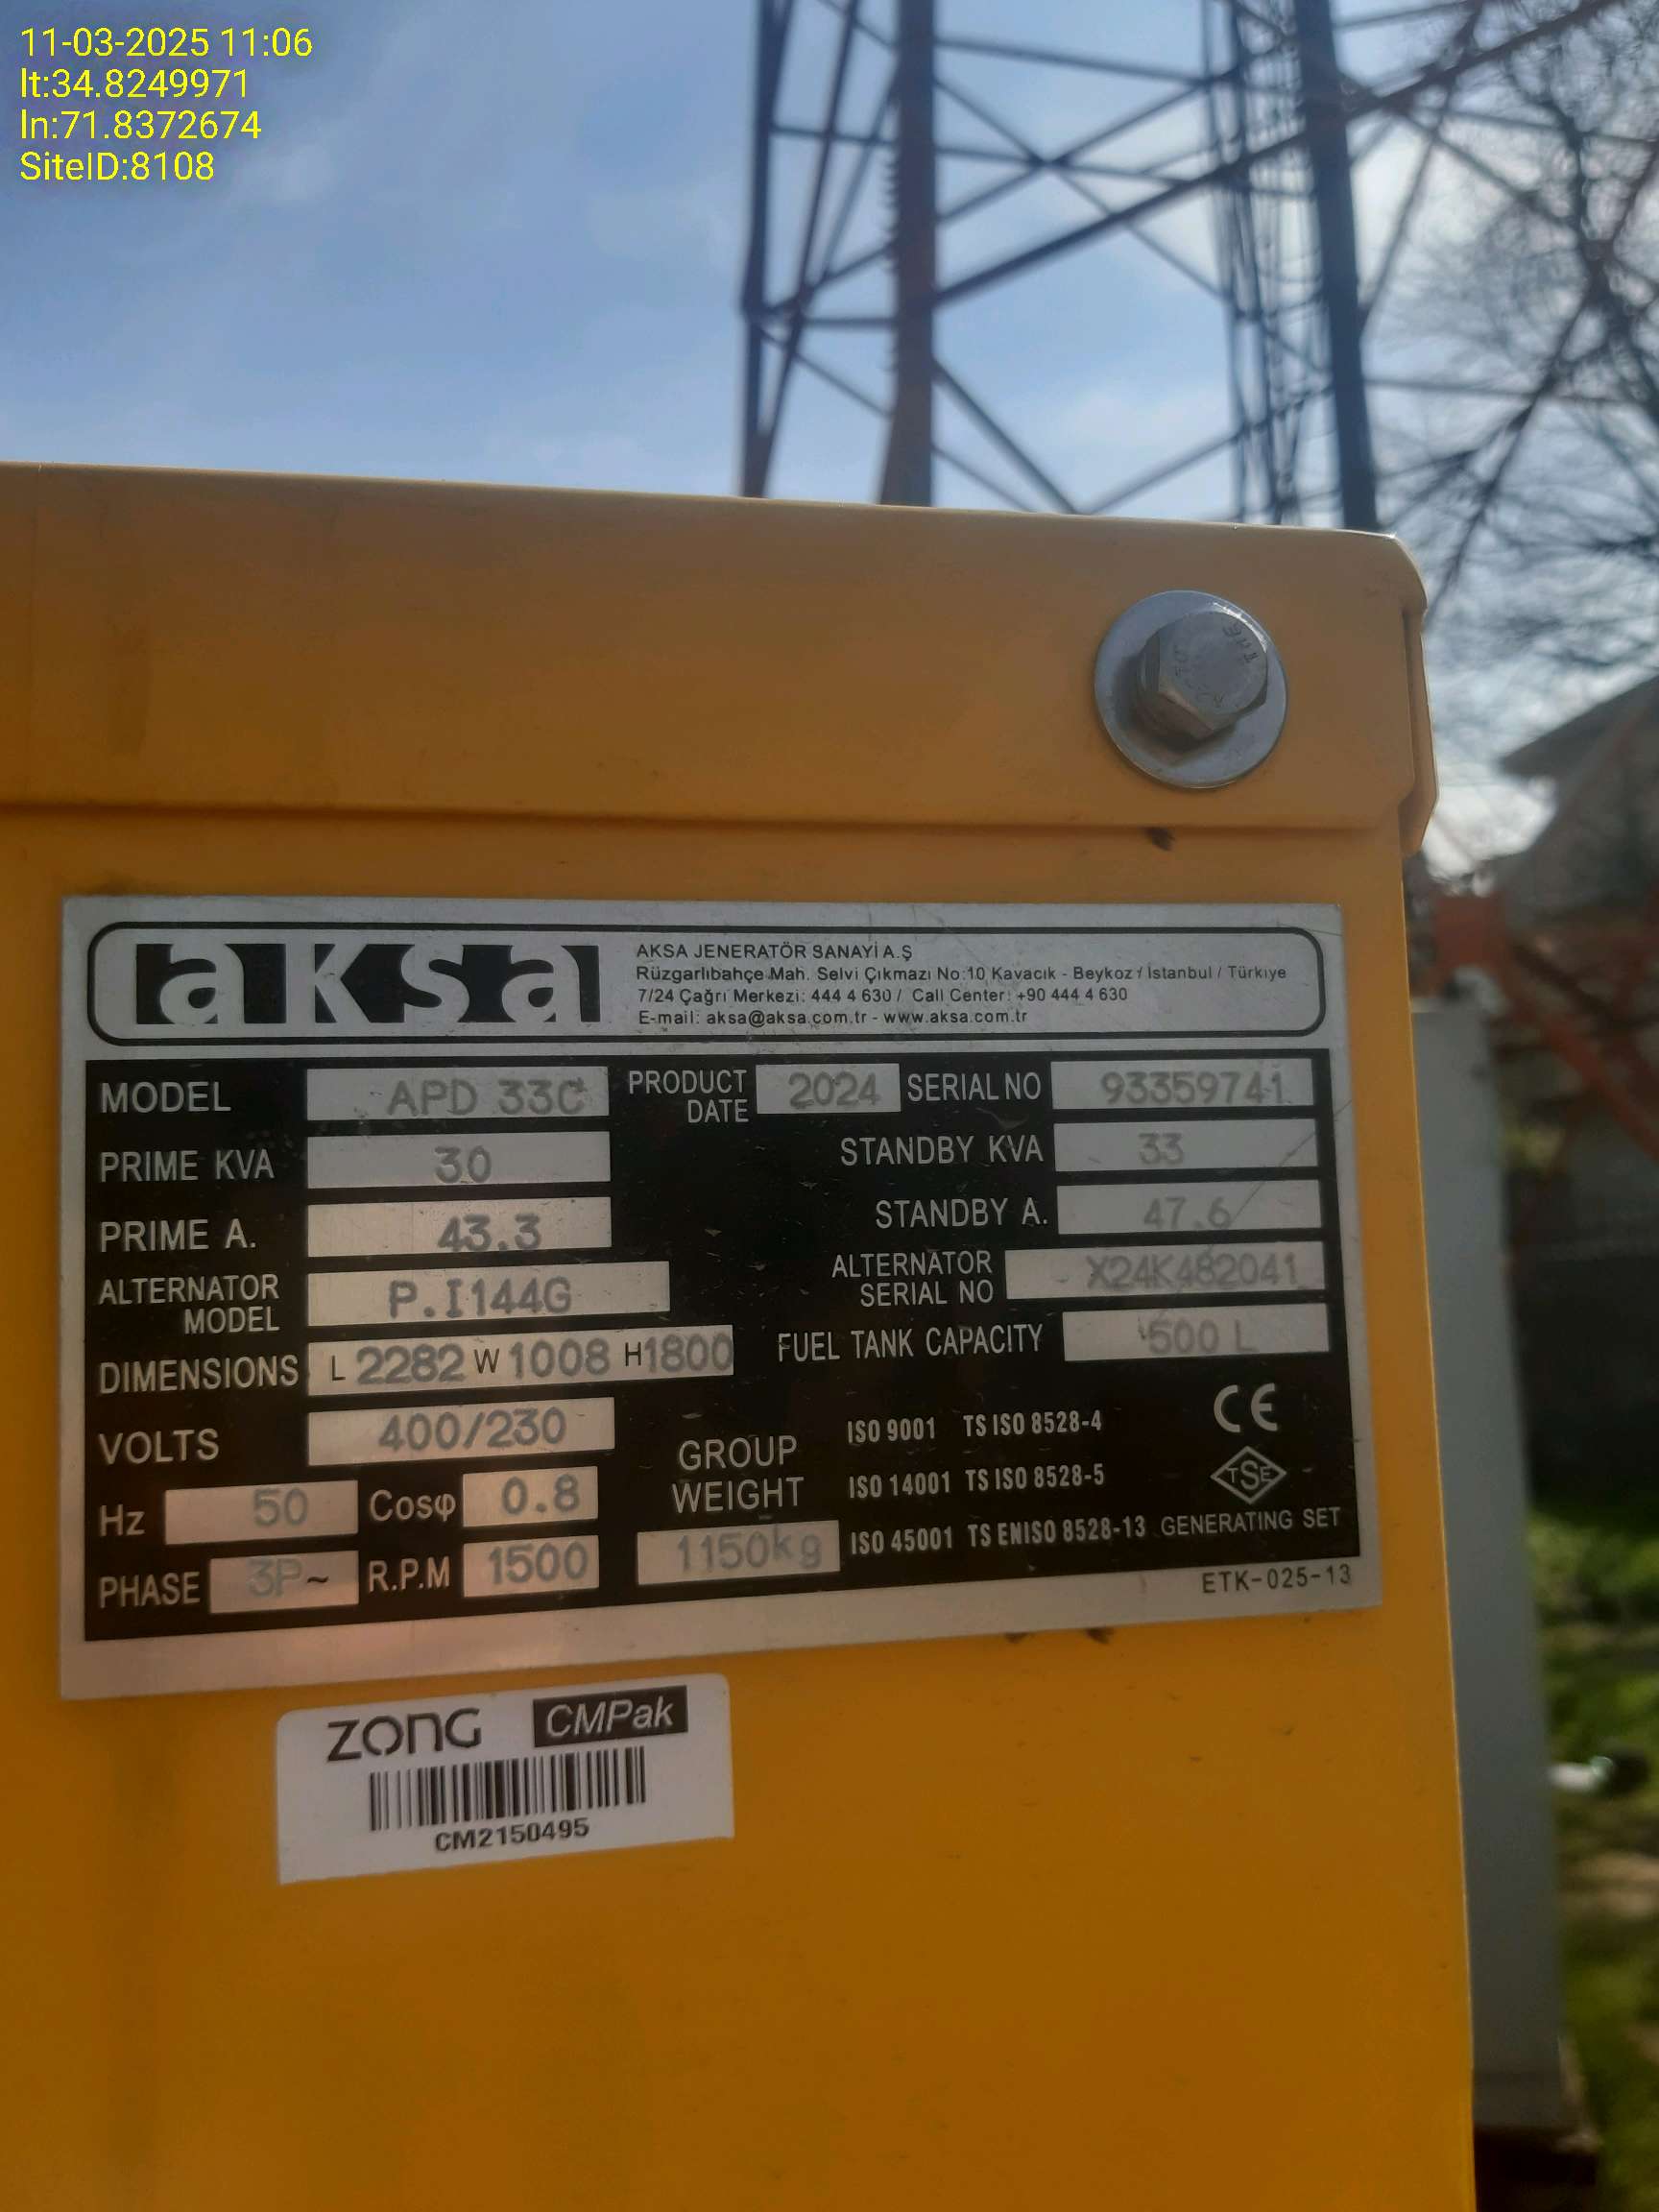 11-03-2025 11:06
lt:34.8249971
ln:71.8372674
SiteID:8108
aksa
AKSA JENERATÖR SANAYİ A.Ş
Rüzgarlıbahçe Mah. Selvi Çıkmazı No:10 Kavacık - Beykoz / İstanbul / Türkiye
7/24 Çağrı Merkezi: 444 4 630 / Call Center: +90 444 4 630
E-mail: aksa@aksa.com.tr - www.aksa.com.tr
MODEL APD 33C PRODUCT DATE 2024 SERIAL NO 93359741
PRIME KVA 30 STANDBY KVA 33
PRIME A. 43.3 STANDBY A. 47.6
ALTERNATOR MODEL P.I144G ALTERNATOR SERIAL NO X24K482041
DIMENSIONS L 2282 W 1008 H 1800 FUEL TANK CAPACITY 500 L
VOLTS 400/230 GROUP WEIGHT 1150kg
Hz 50 Cosφ 0.8
PHASE 3P~ R.P.M 1500
ISO 9001 TS ISO 8528-4 CE
ISO 14001 TS ISO 8528-5 TSE
ISO 45001 TS EN ISO 8528-13 GENERATING SET
ETK-025-13
ZONG CMPak
CM2150495